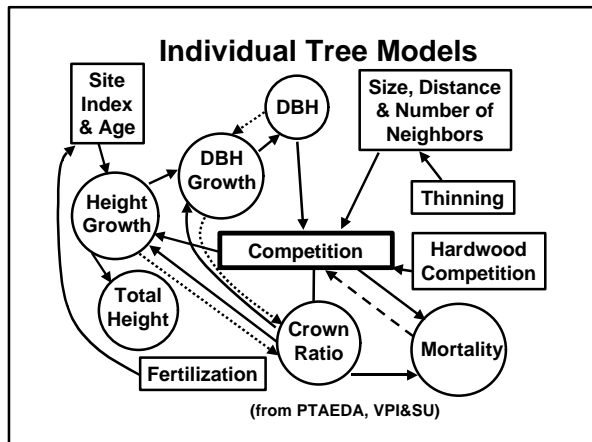 Individual Tree Models
Site
Index
& Age
DBH
Size, Distance
& Number of
Neighbors
DBH
Growth
Thinning
Height
Growth
Competition
Hardwood
Competition
Total
Height
Crown
Ratio
Mortality
Fertilization
(from PTAEDA, VPI&SU)